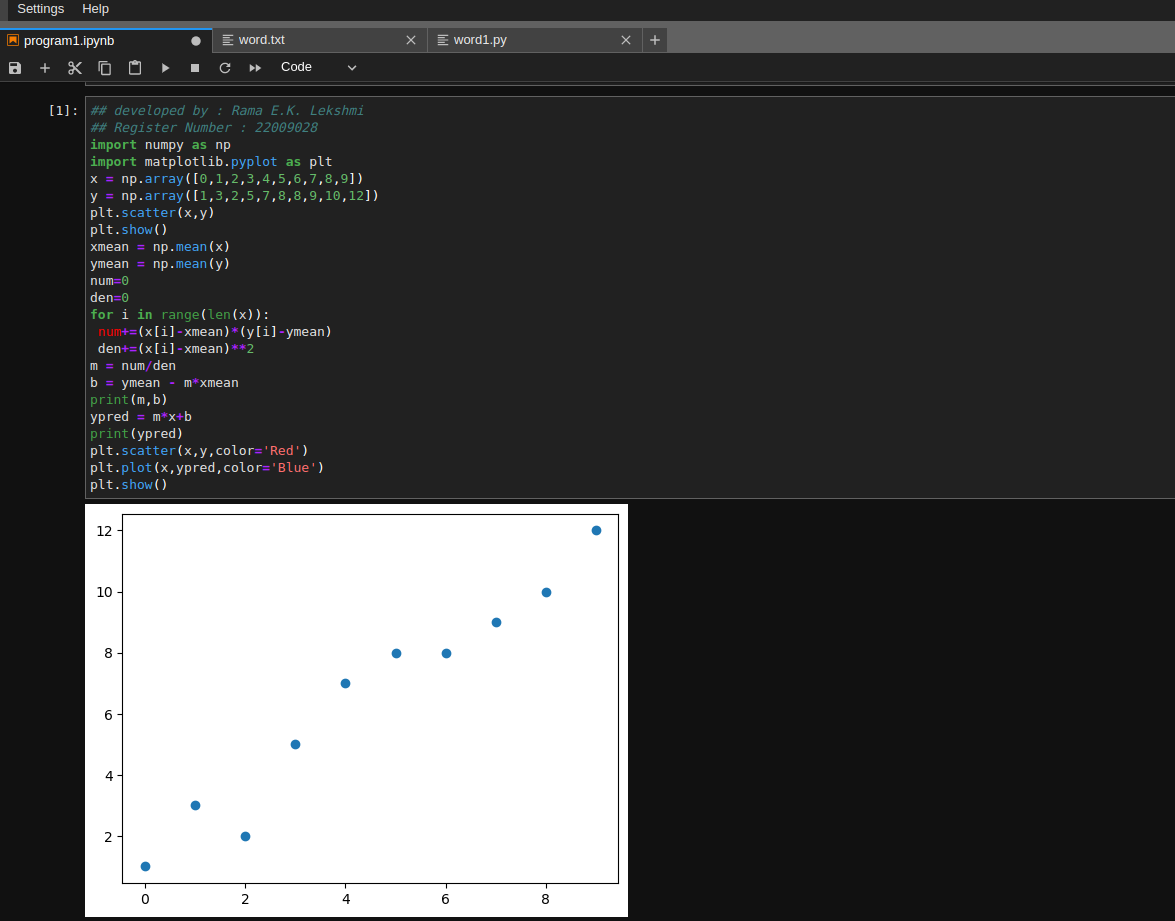 Settings Help
program1.ipynb word.txt word1.py
Code
[1]:
## developed by : Rama E.K. Lekshmi
## Register Number : 22009028
import numpy as np
import matplotlib.pyplot as plt
x = np.array([0,1,2,3,4,5,6,7,8,9])
y = np.array([1,3,2,5,7,8,8,9,10,12])
plt.scatter(x,y)
plt.show()
xmean = np.mean(x)
ymean = np.mean(y)
num=0
den=0
for i in range(len(x)):
 num+=(x[i]-xmean)*(y[i]-ymean)
 den+=(x[i]-xmean)**2
m = num/den
b = ymean - m*xmean
print(m,b)
ypred = m*x+b
print(ypred)
plt.scatter(x,y,color='Red')
plt.plot(x,ypred,color='Blue')
plt.show()
12
10
8
6
4
2
0 2 4 6 8